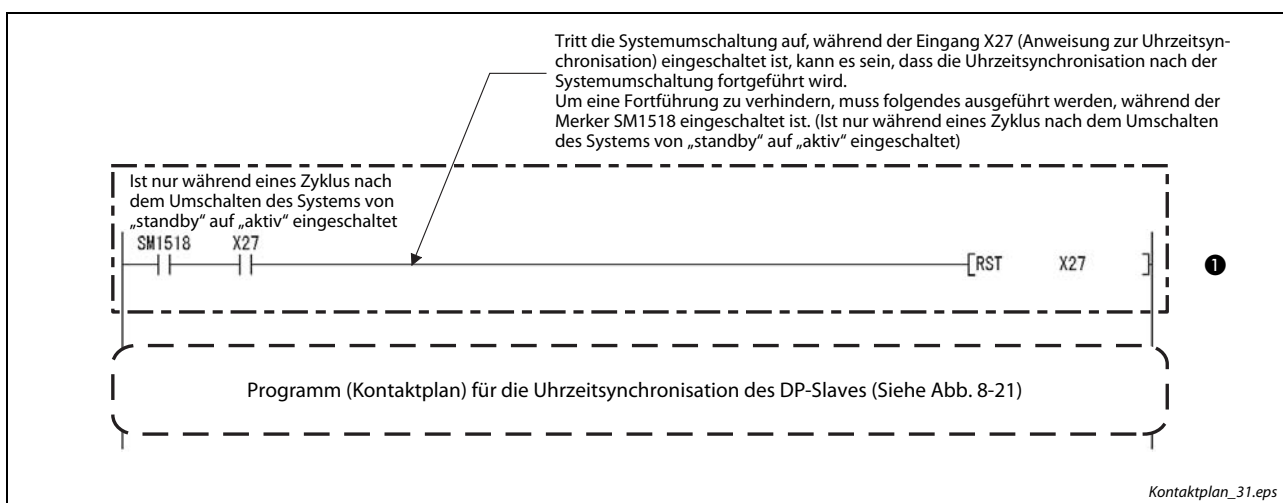 Tritt die Systemumschaltung auf, während der Eingang X27 (Anweisung zur Uhrzeitsyn-
chronisation) eingeschaltet ist, kann es sein, dass die Uhrzeitsynchronisation nach der
Systemumschaltung fortgeführt wird.
Um eine Fortführung zu verhindern, muss folgendes ausgeführt werden, während der
Merker SM1518 eingeschaltet ist. (Ist nur während eines Zyklus nach dem Umschalten
des Systems von „standby“ auf „aktiv“ eingeschaltet)
Ist nur während eines Zyklus nach
dem Umschalten des Systems von
„standby“ auf „aktiv“ eingeschaltet
SM1518 X27
[RST X27 ]
❶
Programm (Kontaktplan) für die Uhrzeitsynchronisation des DP-Slaves (Siehe Abb. 8-21)
Kontaktplan_31.eps